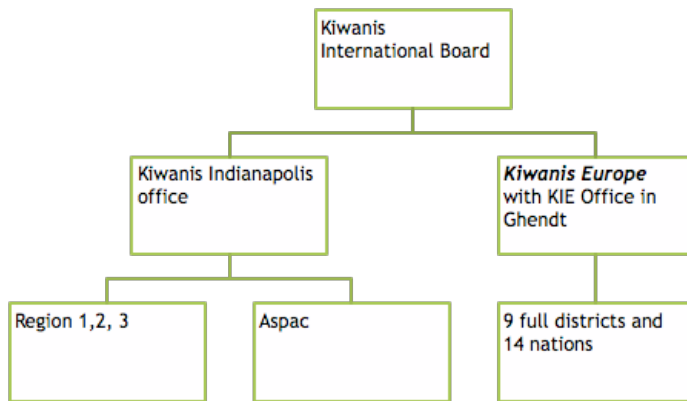 Kiwanis
International Board
Kiwanis Indianapolis
office
Kiwanis Europe
with KIE Office in
Ghendt
Region 1,2, 3
Aspac
9 full districts and
14 nations